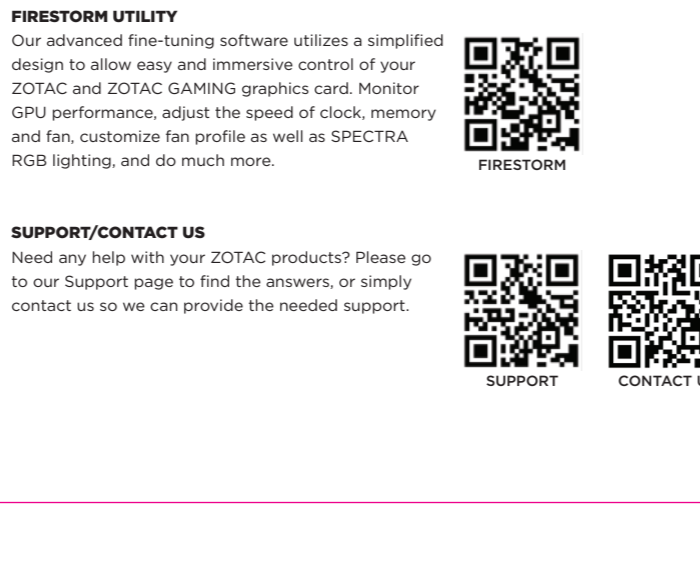 FIRESTORM UTILITY
Our advanced fine-tuning software utilizes a simplified
design to allow easy and immersive control of your
ZOTAC and ZOTAC GAMING graphics card. Monitor
GPU performance, adjust the speed of clock, memory
and fan, customize fan profile as well as SPECTRA
RGB lighting, and do much more.
FIRESTORM
SUPPORT/CONTACT US
Need any help with your ZOTAC products? Please go
to our Support page to find the answers, or simply
contact us so we can provide the needed support.
SUPPORT
CONTACT